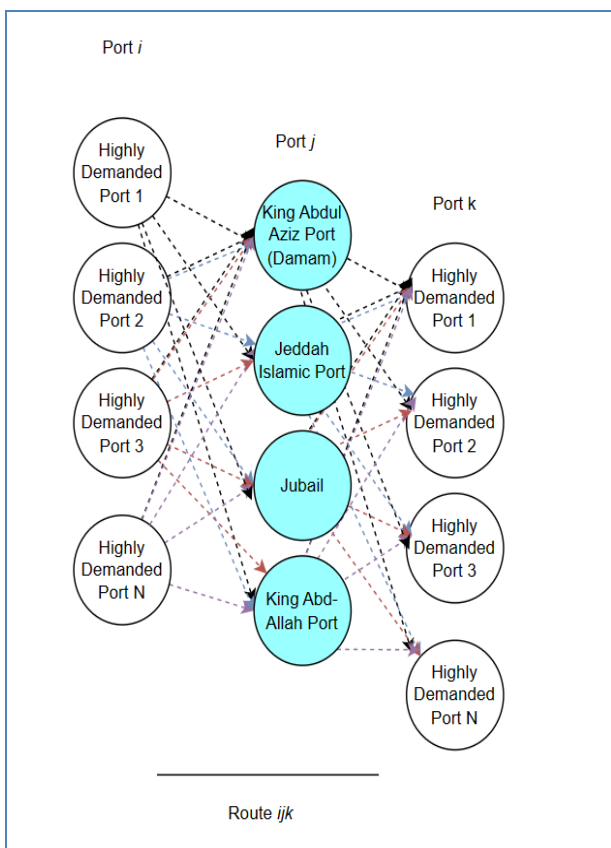 Port i
Highly
Demanded
Port 1
Highly
Demanded
Port 2
Highly
Demanded
Port 3
Highly
Demanded
Port N
Port j
King Abdul
Aziz Port
(Damam)
Jeddah
Islamic Port
Jubail
King Abd-
Allah Port
Port k
Highly
Demanded
Port 1
Highly
Demanded
Port 2
Highly
Demanded
Port 3
Highly
Demanded
Port N
Route ijk